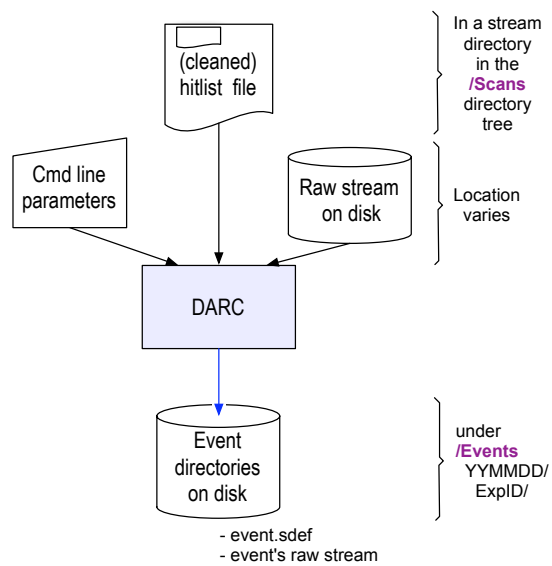 In a stream
directory
in the
/Scans
directory
tree
(cleaned)
hitlist file
Cmd line
parameters
Raw stream
on disk
Location
varies
DARC
Event
directories
on disk
under
/Events
YYMMDD/
ExpID/
- event.sdef
- event's raw stream